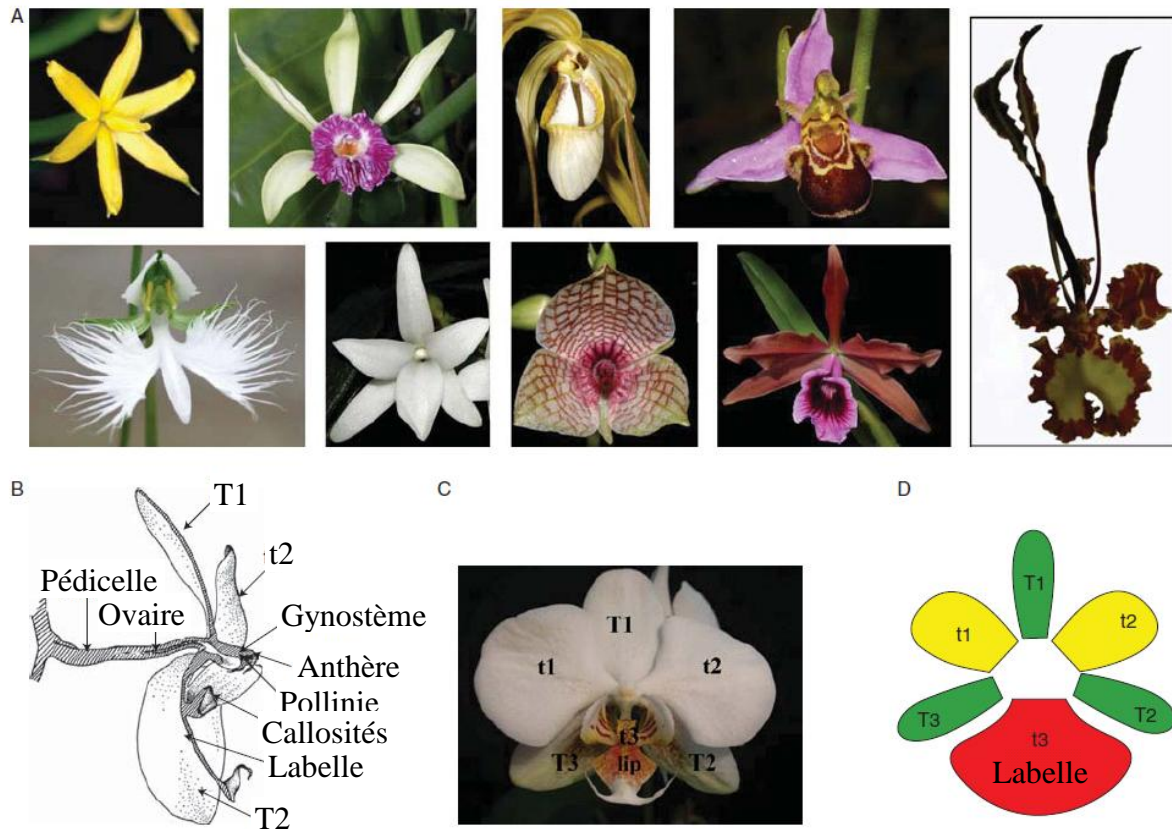 A
B
T1
t2
Pédicelle
Ovaire
Gynostème
Anthère
Pollinie
Callosités
Labelle
T2
C
T1
t1
t2
t3
T3
lip
T2
D
T1
t1
t2
T3
T2
t3
Labelle